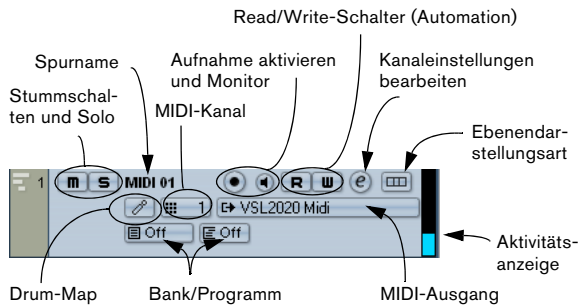 Read/Write-Schalter (Automation)
Spurname
Aufnahme aktivieren
und Monitor
Kanaleinstellungen
bearbeiten
Stummschal-
ten und Solo
MIDI-Kanal
Ebenendar-
stellungsart
1 m S MIDI 01 R W e
1 VSL2020 Midi
Off Off
Aktivitäts-
anzeige
Drum-Map
Bank/Programm
MIDI-Ausgang